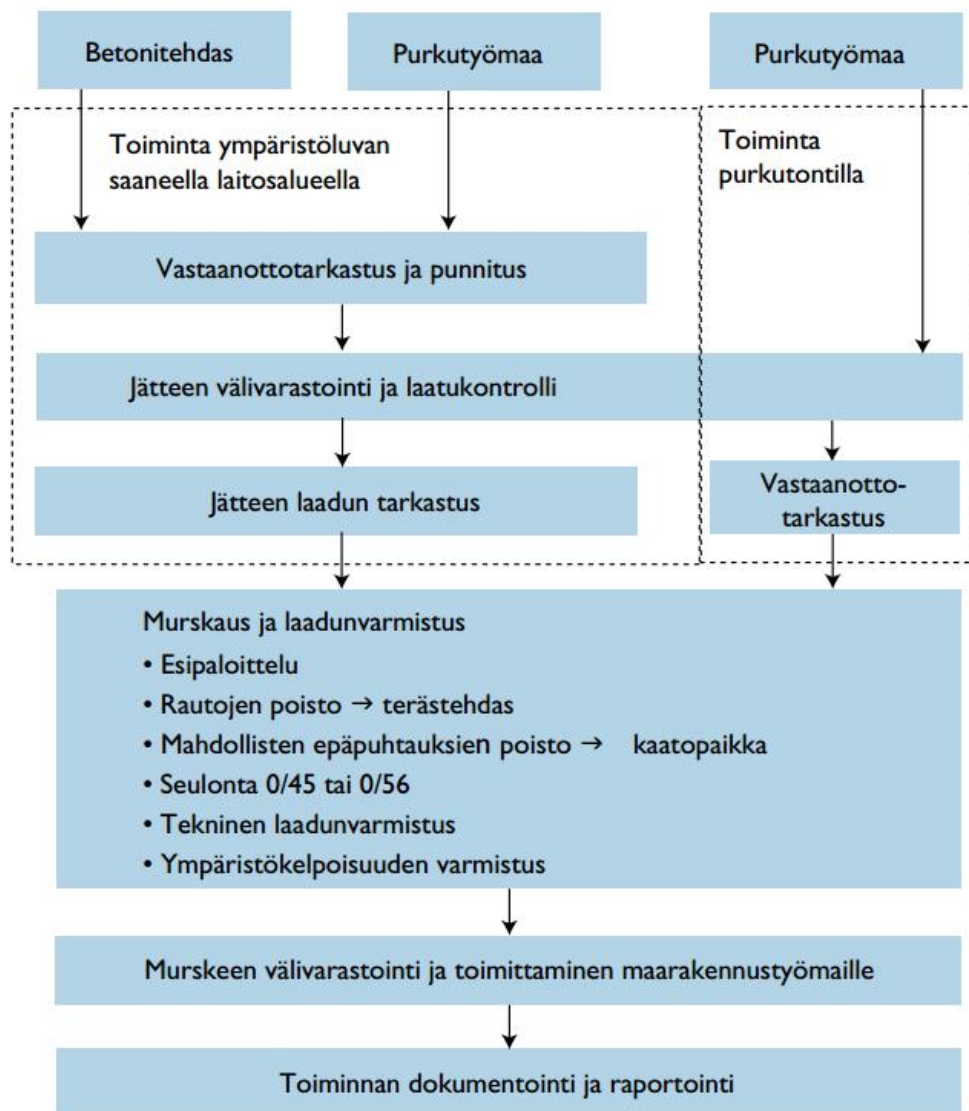 Betonitehdas
Purkutyömaa
Purkutyömaa
Toiminta ympäristöluvan
saaneella laitosalueella
Toiminta
purkutontilla
Vastaanottotarkastus ja punnitus
Jätteen välivarastointi ja laatukontrolli
Jätteen laadun tarkastus
Vastaanotto-
tarkastus
Murskaus ja laadunvarmistus
• Esipaloittelu
• Rautojen poisto → terästehdas
• Mahdollisten epäpuhtauksien poisto → kaatopaikka
• Seulonta 0/45 tai 0/56
• Tekninen laadunvarmistus
• Ympäristökelpoisuuden varmistus
Murskeen välivarastointi ja toimittaminen maarakennustyömaille
Toiminnan dokumentointi ja raportointi